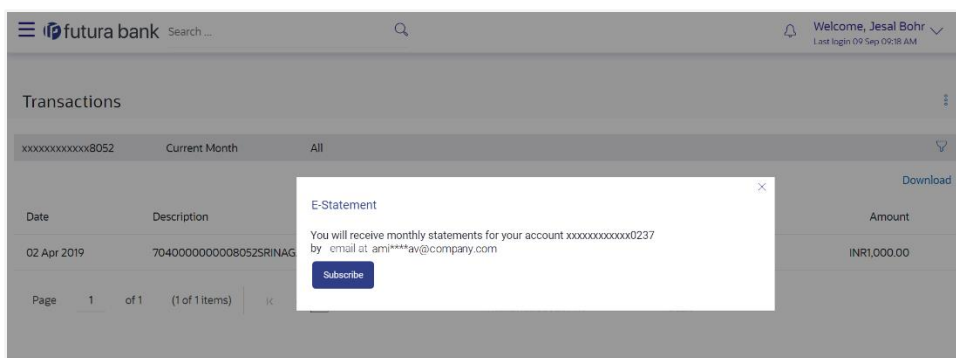 futura bank Search ... Welcome, Jesal Bohr
Last login 09 Sep 09:18 AM
Transactions
xxxxxxxxxxxx8052 Current Month All
Download
E-Statement
You will receive monthly statements for your account xxxxxxxxxxxx0237
by email at ami****av@company.com
Subscribe
Date Description Amount
02 Apr 2019 7040000000008052SRINAG INR1,000.00
Page 1 of 1 (1 of 1 items)